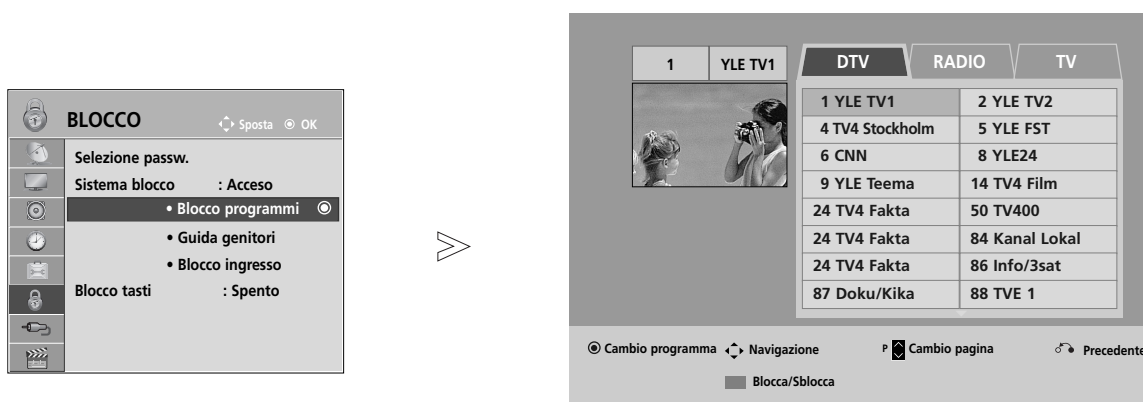 BLOCCO
Sposta OK
Selezione passw.
Sistema blocco : Acceso
• Blocco programmi
• Guida genitori
• Blocco ingresso
Blocco tasti : Spento
1 YLE TV1
DTV RADIO TV
1 YLE TV1 2 YLE TV2
4 TV4 Stockholm 5 YLE FST
6 CNN 8 YLE24
9 YLE Teema 14 TV4 Film
24 TV4 Fakta 50 TV400
24 TV4 Fakta 84 Kanal Lokal
24 TV4 Fakta 86 Info/3sat
87 Doku/Kika 88 TVE 1
Cambio programma Navigazione P Cambio pagina Precedente
Blocca/Sblocca